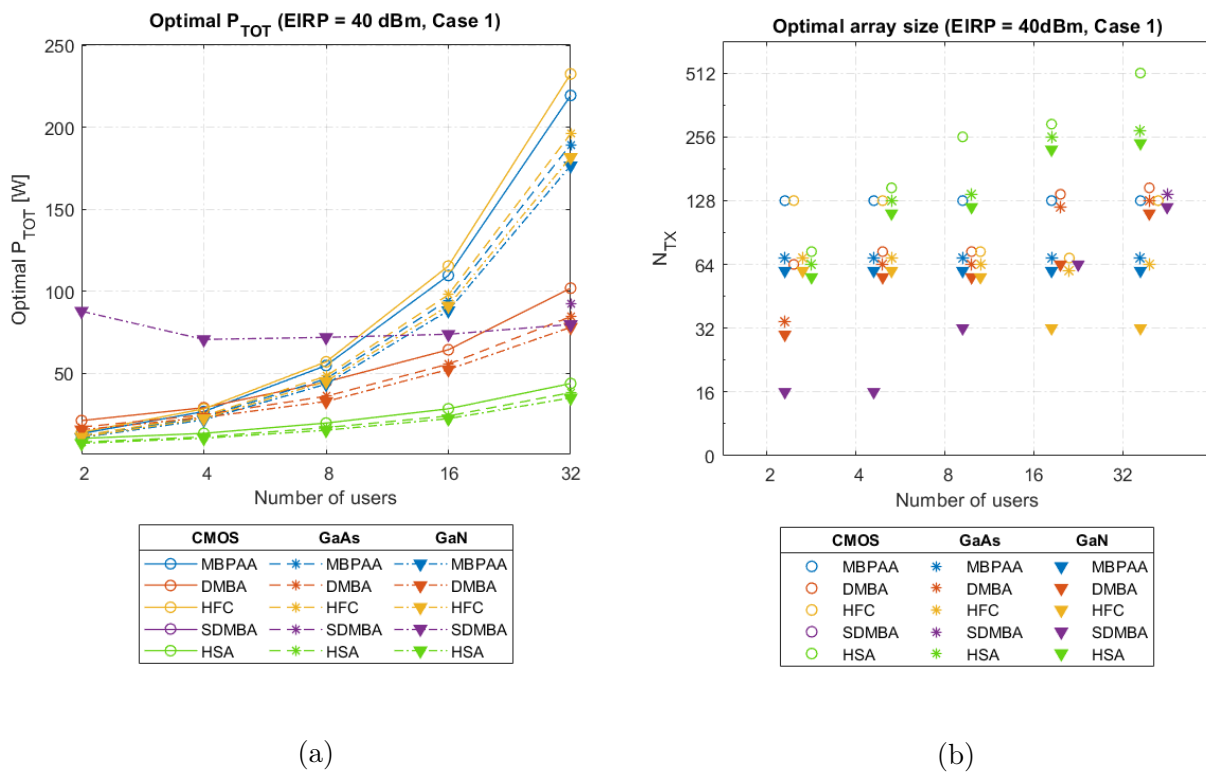 Optimal P_TOT (EIRP = 40 dBm, Case 1)
250
200
150
100
50
Optimal P_TOT [W]
2 4 8 16 32
Number of users
CMOS GaAs GaN
MBPAA MBPAA MBPAA
DMBA DMBA DMBA
HFC HFC HFC
SDMBA SDMBA SDMBA
HSA HSA HSA
(a)
Optimal array size (EIRP = 40dBm, Case 1)
512
256
128
64
32
16
0
N_TX
2 4 8 16 32
Number of users
CMOS GaAs GaN
MBPAA MBPAA MBPAA
DMBA DMBA DMBA
HFC HFC HFC
SDMBA SDMBA SDMBA
HSA HSA HSA
(b)